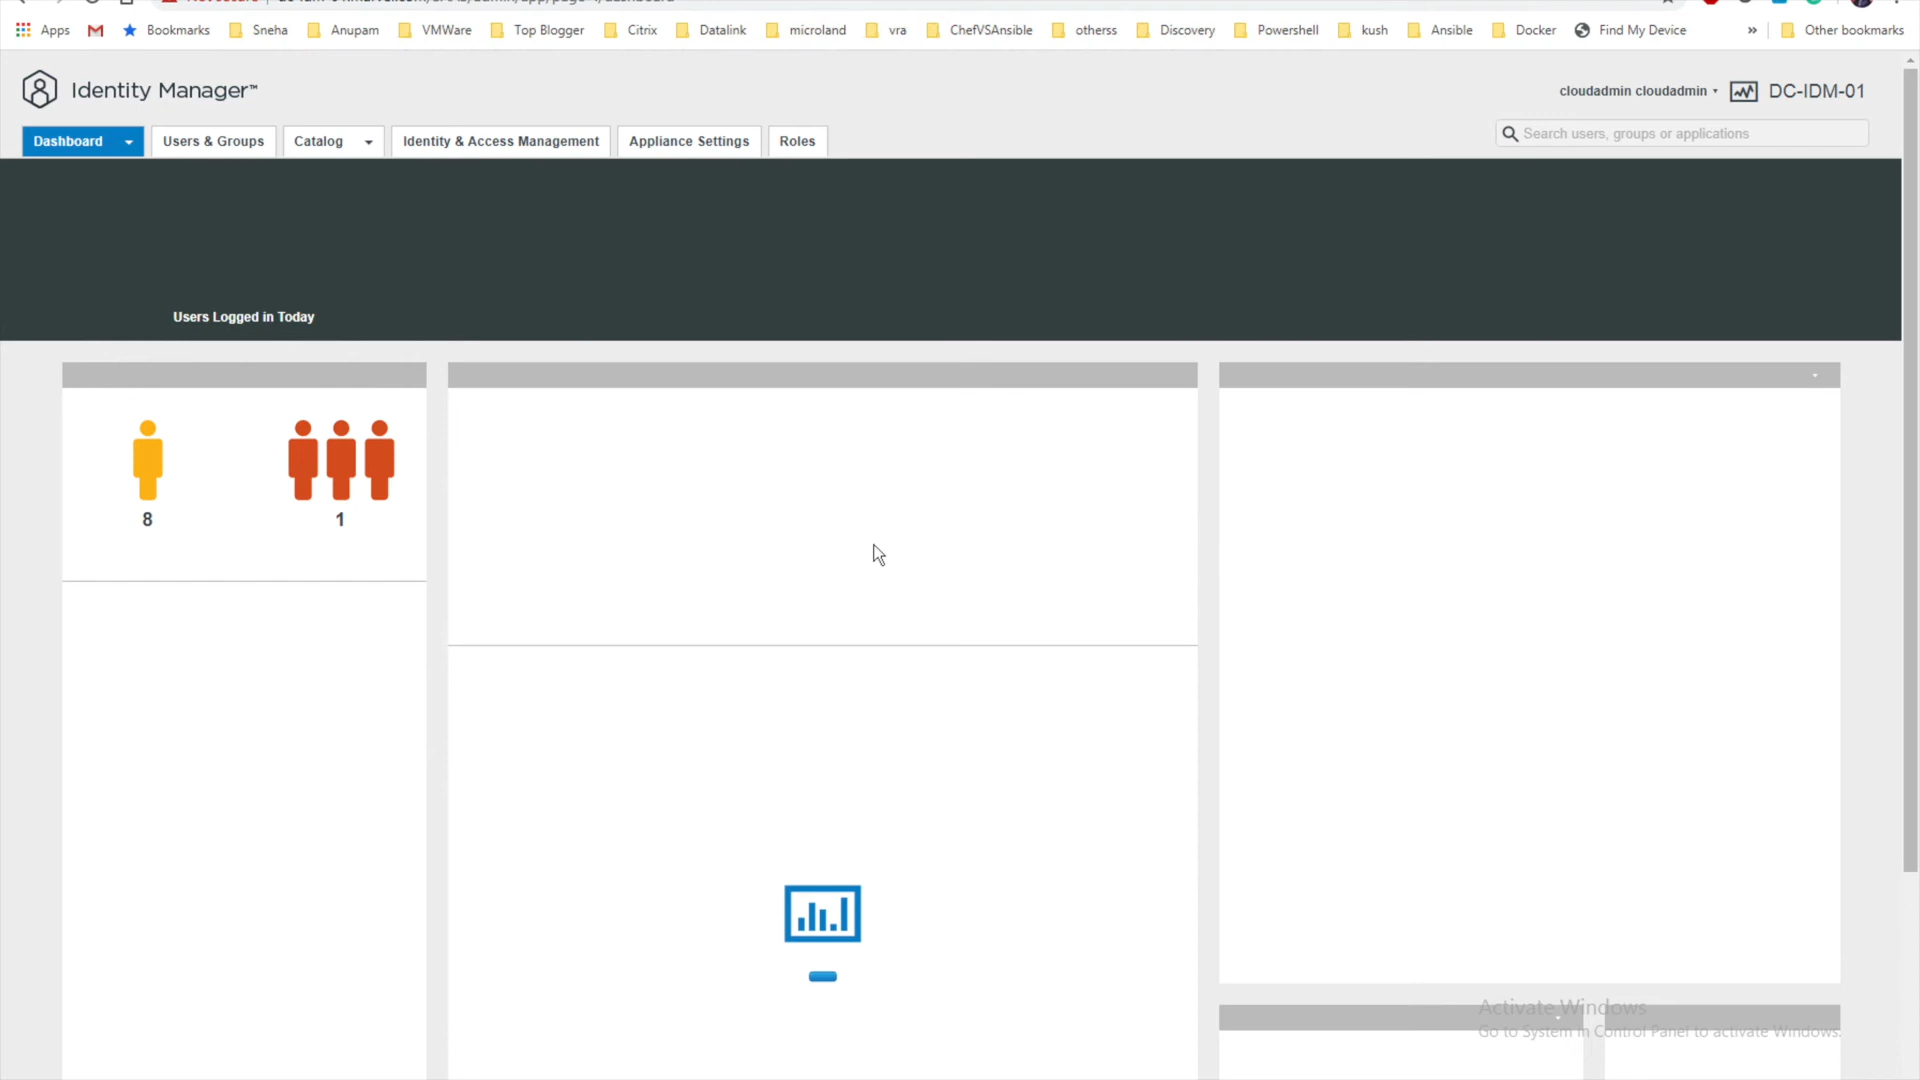 Apps
Bookmarks
Sneha
Anupam
VMWare
Top Blogger
Citrix
Datalink
microland
vra
ChefVSAnsible
otherss
Discovery
Powershell
kush
Ansible
Docker
Find My Device
»
Other bookmarks
Identity Manager™
cloudadmin cloudadmin
DC-IDM-01
Dashboard
Users & Groups
Catalog
Identity & Access Management
Appliance Settings
Roles
Search users, groups or applications
Users Logged in Today
8
1
Activate Windows
Go to System in Control Panel to activate Windows.